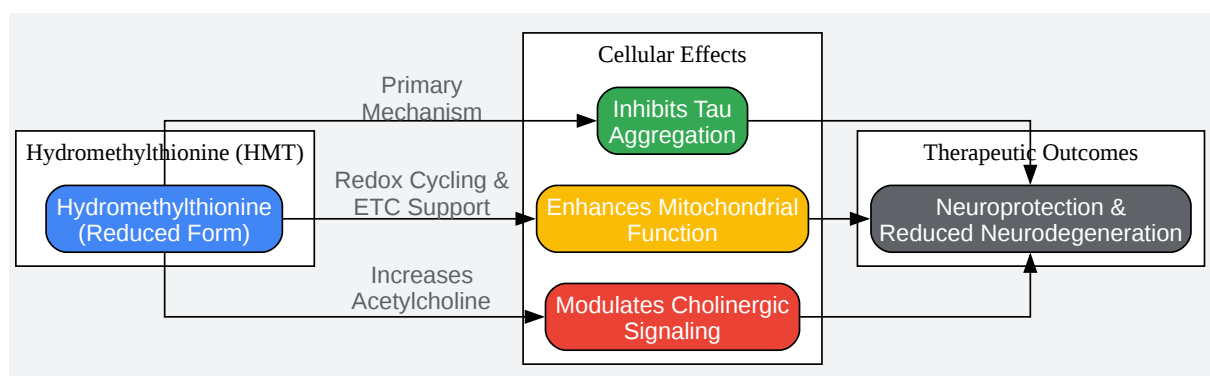 Cellular Effects
Primary
Mechanism
Inhibits Tau
Aggregation
Hydromethylthionine (HMT)
Therapeutic Outcomes
Hydromethylthionine
(Reduced Form)
Redox Cycling &
ETC Support
Enhances Mitochondrial
Function
Neuroprotection &
Reduced Neurodegeneration
Increases
Acetylcholine
Modulates Cholinergic
Signaling